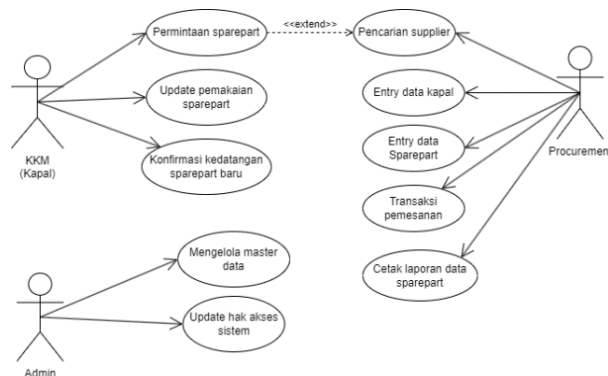 Permintaan sparepart
<<extend>>
Pencarian supplier
Update pemakaian
sparepart
Entry data kapal
KKM
(Kapal)
Konfirmasi kedatangan
sparepart baru
Entry data
Sparepart
Procuremen
Transaksi
pemesanan
Mengelola master
data
Cetak laporan data
sparepart
Update hak akses
sistem
Admin